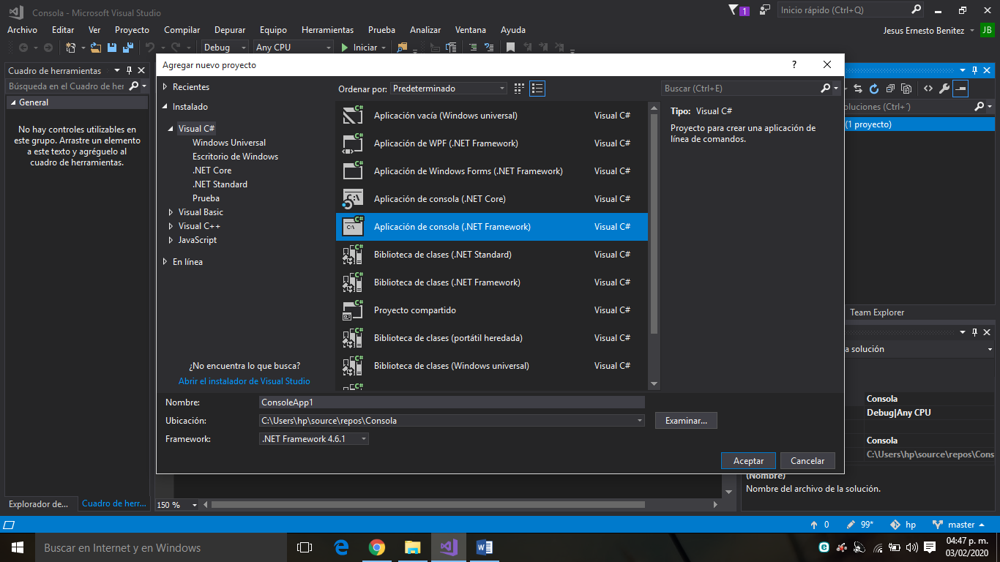 Consola - Microsoft Visual Studio
1
Inicio rápido (Ctrl+Q)
Archivo Editar Ver Proyecto Compilar Depurar Equipo Herramientas Prueba Analizar Ventana Ayuda
Jesus Ernesto Benitez JB
Debug Any CPU Iniciar
Cuadro de herramientas
Búsqueda en el Cuadro de her
General
No hay controles utilizables en
este grupo. Arrastre un elemento
a este texto y agréguelo al
cuadro de herramientas.
Explorador de... Cuadro de herr...
Agregar nuevo proyecto
?
Recientes
Instalado
Visual C#
Windows Universal
Escritorio de Windows
.NET Core
.NET Standard
Prueba
Visual Basic
Visual C++
JavaScript
En línea
¿No encuentra lo que busca?
Abrir el instalador de Visual Studio
Ordenar por: Predeterminado
Buscar (Ctrl+E)
Aplicación vacía (Windows universal) Visual C#
Aplicación de WPF (.NET Framework) Visual C#
Aplicación de Windows Forms (.NET Framework) Visual C#
Aplicación de consola (.NET Core) Visual C#
Aplicación de consola (.NET Framework) Visual C#
Biblioteca de clases (.NET Standard) Visual C#
Biblioteca de clases (.NET Framework) Visual C#
Proyecto compartido Visual C#
Biblioteca de clases (portátil heredada) Visual C#
Biblioteca de clases (Windows universal) Visual C#
Tipo: Visual C#
Proyecto para crear una aplicación de
línea de comandos.
Nombre: ConsoleApp1
Ubicación: C:\Users\hp\source\repos\Consola
Examinar...
Framework: .NET Framework 4.6.1
Aceptar Cancelar
oluciones (Ctrl+´)
(1 proyecto)
Team Explorer
a solución
Consola
Debug|Any CPU
Consola
C:\Users\hp\source\repos\Cons
(Nombre)
Nombre del archivo de la solución.
150 %
0 99* hp master
Buscar en Internet y en Windows
04:47 p. m.
03/02/2020